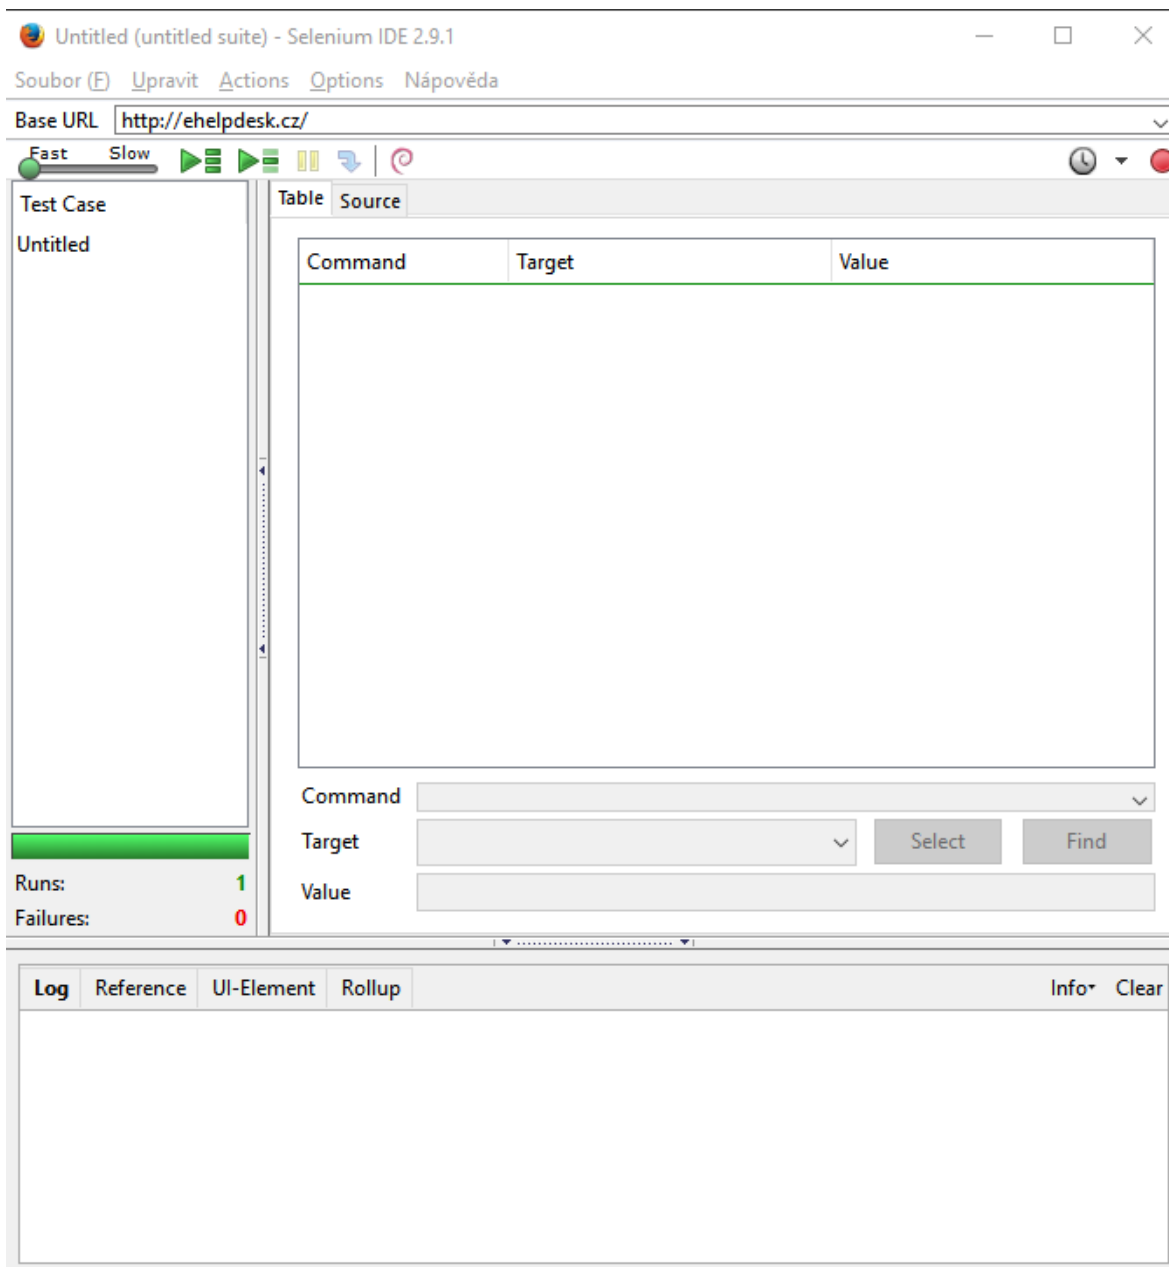 Untitled (untitled suite) - Selenium IDE 2.9.1
Soubor (F) Upravit Actions Options Nápověda
Base URL http://ehelpdesk.cz/
Fast Slow
Test Case
Untitled
Table Source
Command Target Value
Command
Target Select Find
Value
Runs: 1
Failures: 0
Log Reference UI-Element Rollup Info Clear